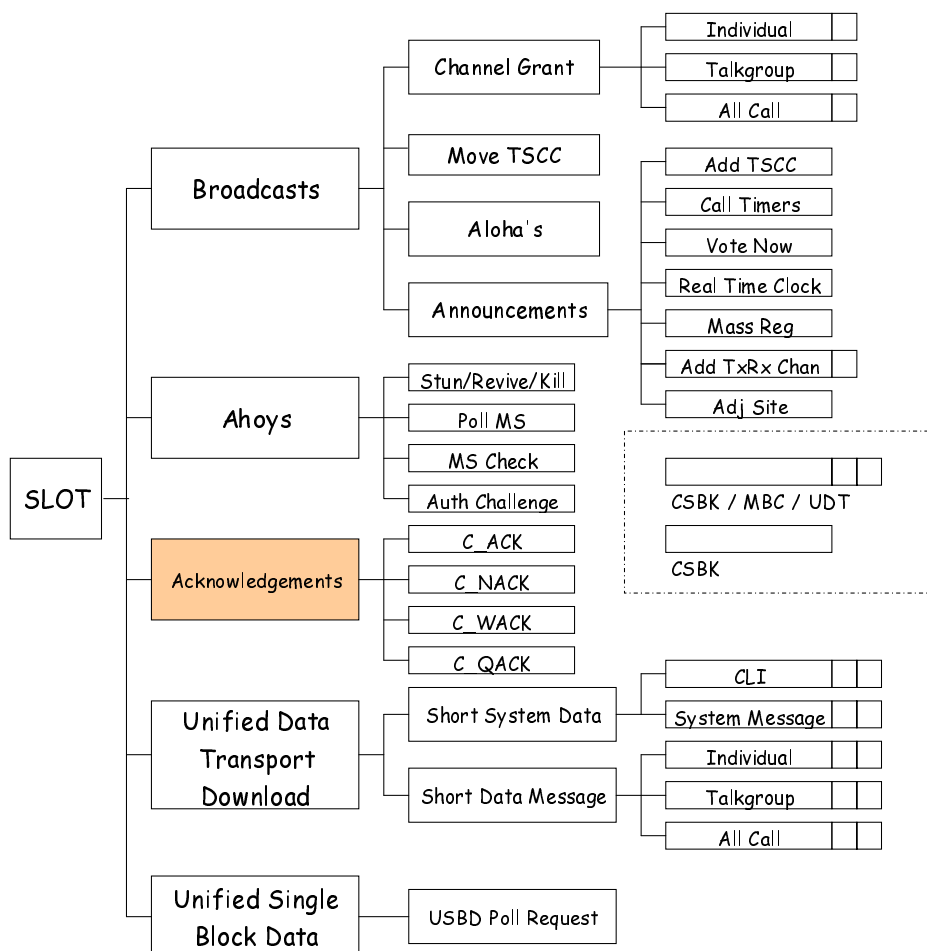 SLOT
Broadcasts
Channel Grant
Individual
Talkgroup
All Call
Move TSCC
Aloha's
Announcements
Add TSCC
Call Timers
Vote Now
Real Time Clock
Mass Reg
Add TxRx Chan
Adj Site
Ahoys
Stun/Revive/Kill
Poll MS
MS Check
Auth Challenge
CSBK / MBC / UDT
CSBK
Acknowledgements
C_ACK
C_NACK
C_WACK
C_QACK
Unified Data
Transport
Download
Short System Data
CLI
System Message
Short Data Message
Individual
Talkgroup
All Call
Unified Single
Block Data
USBD Poll Request